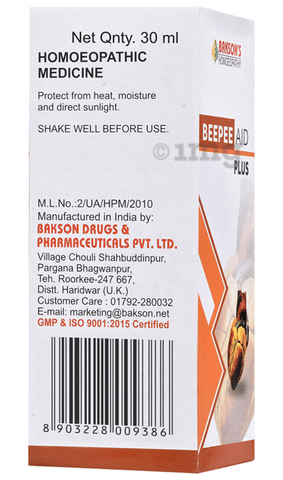 Net Qnty. 30 ml
HOMOEOPATHIC
MEDICINE
Protect from heat, moisture
and direct sunlight.
SHAKE WELL BEFORE USE.
M.L.No.:2/UA/HPM/2010
Manufactured in India by:
BAKSON DRUGS &
PHARMACEUTICALS PVT. LTD.
Village Chouli Shahbuddinpur,
Pargana Bhagwanpur,
Teh. Roorkee-247 667,
Distt. Haridwar (U.K.)
Customer Care : 01792-280032
E-mail: marketing@bakson.net
GMP & ISO 9001:2015 Certified
8 903228 009386
BAKSON'S
HOMOEOPATHY
BEEPEE AID
PLUS
1mg